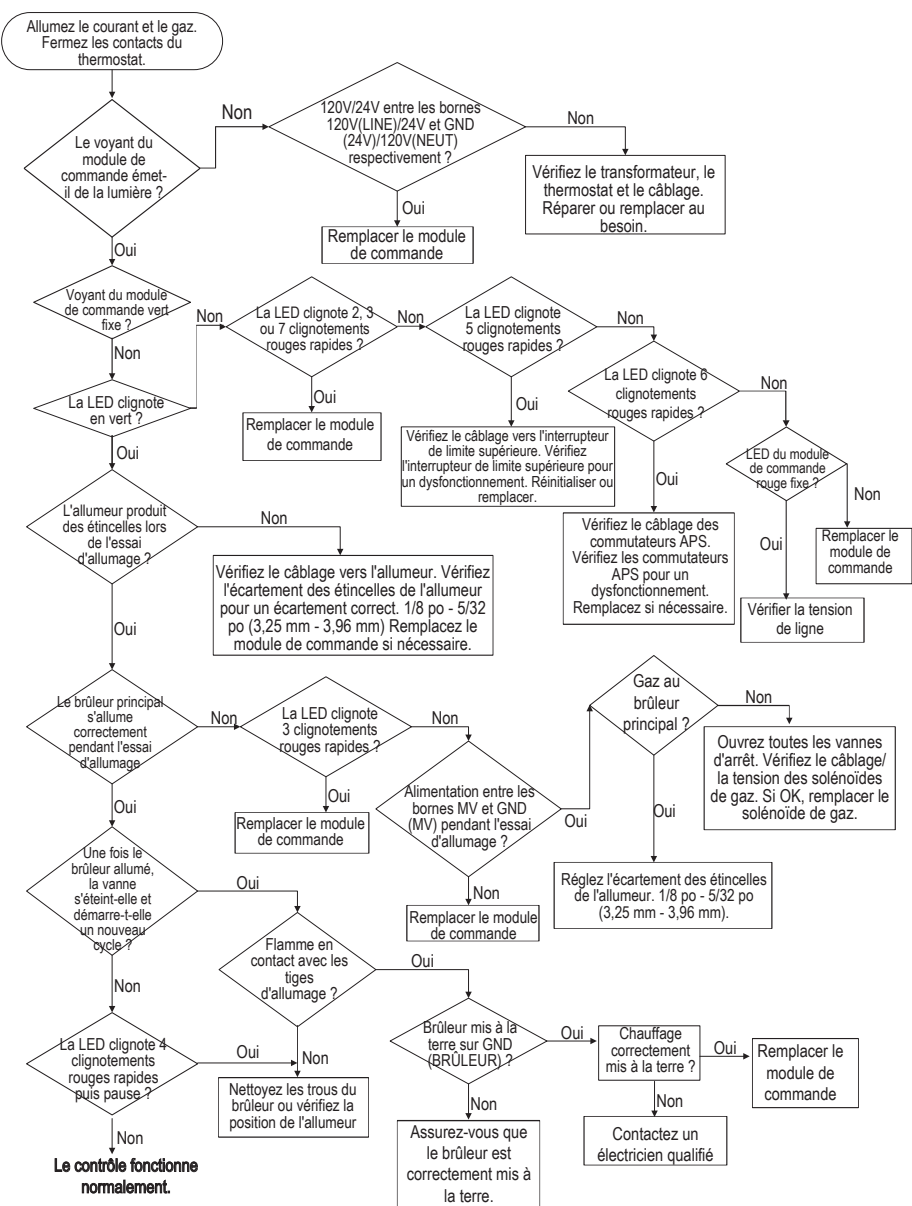 Allumez le courant et le gaz.
Fermez les contacts du
thermostat.
Le voyant du
module de
commande émet-
il de la lumière ?
Non
120V/24V entre les bornes
120V(LINE)/24V et GND
(24V)/120V(NEUT)
respectivement ?
Non
Vérifiez le transformateur, le
thermostat et le câblage.
Réparer ou remplacer au
besoin.
Oui
Remplacer le module
de commande
Oui
Voyant du module
de commande vert
fixe ?
Non
La LED clignote
en vert ?
Non
La LED clignote 2, 3
ou 7 clignotements
rouges rapides ?
Oui
Remplacer le module
de commande
Non
La LED clignote
5 clignotements
rouges rapides ?
Oui
Vérifiez le câblage vers l'interrupteur
de limite supérieure. Vérifiez
l'interrupteur de limite supérieure pour
un dysfonctionnement. Réinitialiser ou
remplacer.
Non
La LED clignote 6
clignotements
rouges rapides ?
Oui
Vérifiez le câblage des
commutateurs APS.
Vérifiez les commutateurs
APS pour un
dysfonctionnement.
Remplacez si nécessaire.
Non
LED du module
de commande
rouge fixe ?
Non
Remplacer le
module de
commande
Oui
Vérifier la tension
de ligne
Oui
L'allumeur produit
des étincelles lors
de l'essai
d'allumage ?
Non
Vérifiez le câblage vers l'allumeur. Vérifiez
l'écartement des étincelles de l'allumeur
pour un écartement correct. 1/8 po - 5/32
po (3,25 mm - 3,96 mm) Remplacez le
module de commande si nécessaire.
Oui
Le brûleur principal
s'allume
correctement
pendant l'essai
d'allumage
Non
La LED clignote
3 clignotements
rouges rapides ?
Oui
Remplacer le module
de commande
Non
Alimentation entre les
bornes MV et GND
(MV) pendant l'essai
d'allumage ?
Non
Remplacer le module
de commande
Oui
Gaz au
brûleur
principal ?
Non
Ouvrez toutes les vannes
d'arrêt. Vérifiez le câblage/
la tension des solénoïdes
de gaz. Si OK, remplacer le
solénoïde de gaz.
Oui
Réglez l'écartement des étincelles
de l'allumeur. 1/8 po - 5/32 po
(3,25 mm - 3,96 mm).
Oui
Une fois le
brûleur allumé,
la vanne
s'éteint-elle et
démarre-t-elle
un nouveau
cycle ?
Oui
Flamme en
contact avec les
tiges
d'allumage ?
Oui
Brûleur mis à la
terre sur GND
(BRÛLEUR) ?
Oui
Chauffage
correctement
mis à la terre ?
Oui
Remplacer le
module de
commande
Non
Contactez un
électricien qualifié
Non
Assurez-vous que
le brûleur est
correctement mis à
la terre.
Non
La LED clignote 4
clignotements
rouges rapides
puis pause ?
Oui
Non
Nettoyez les trous du
brûleur ou vérifiez la
position de l'allumeur
Non
Le contrôle fonctionne
normalement.